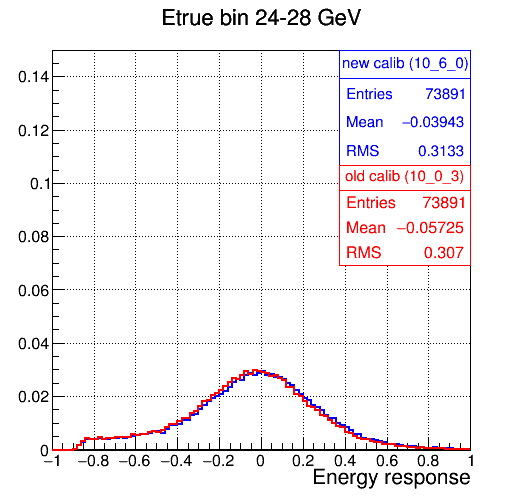 Etrue bin 24-28 GeV
new calib (10_6_0)
Entries 73891
Mean −0.03943
RMS 0.3133
old calib (10_0_3)
Entries 73891
Mean −0.05725
RMS 0.307
0.14
0.12
0.1
0.08
0.06
0.04
0.02
0
−1 −0.8 −0.6 −0.4 −0.2 0 0.2 0.4 0.6 0.8 1
Energy response